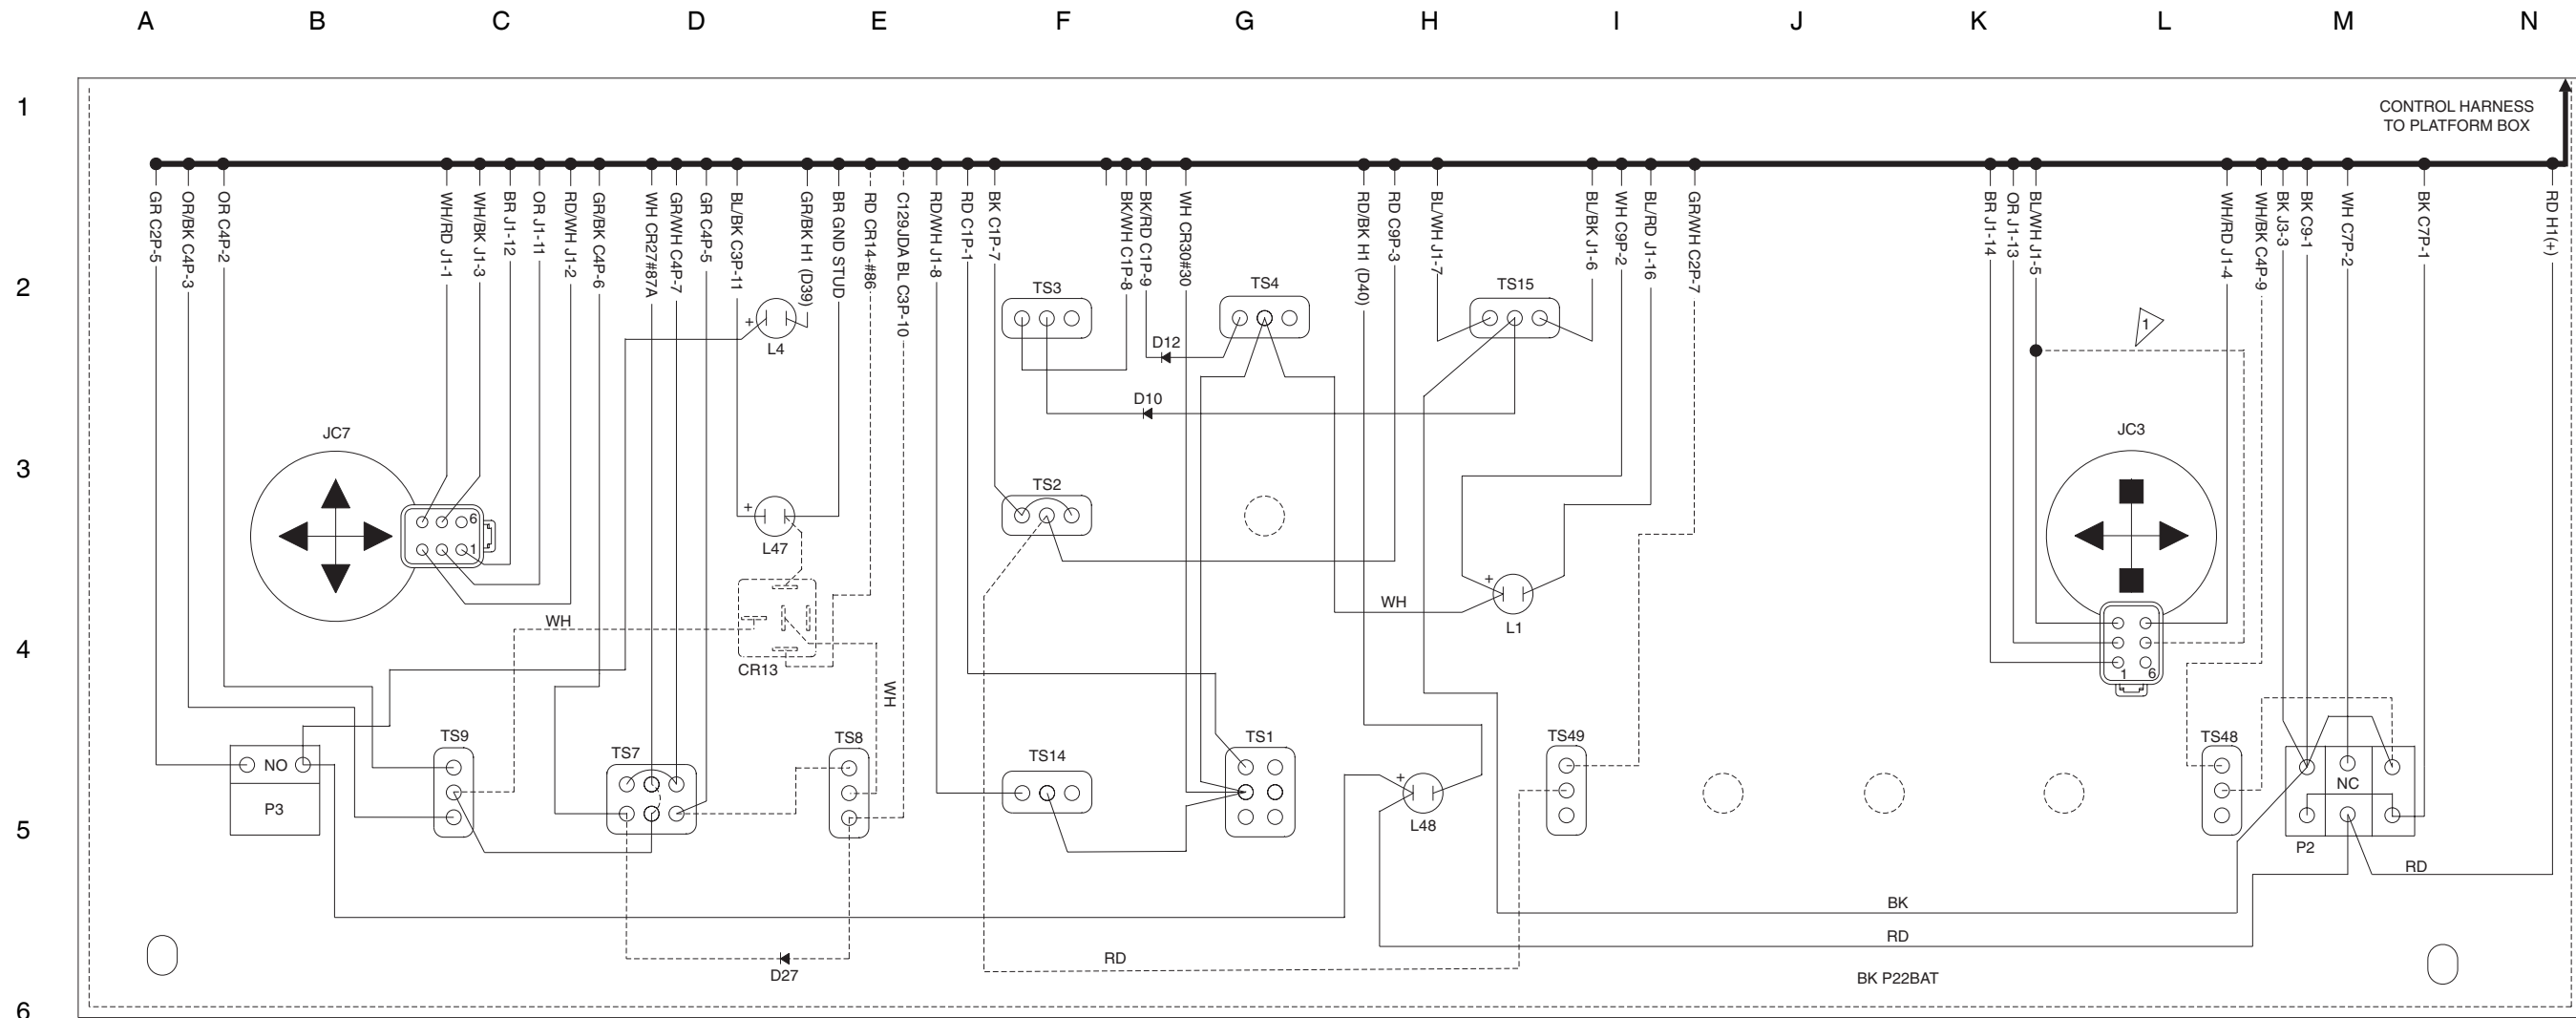 A B C D E F G H I J K L M N
1
CONTROL HARNESS
TO PLATFORM BOX
GR C2P-5
OR/BK C4P-3
OR C4P-2
WH/RD J1-1
WH/BK J1-3
BR J1-12
OR J1-11
RD/WH J1-2
GR/BK C4P-6
WH CR27#87A
GR/WH C4P-7
GR C4P-5
BL/BK C3P-11
GR/BK H1 (D39)
BR GND STUD
RD CR14-#86
C129JDA BL C3P-10
RD/WH J1-8
RD C1P-1
BK C1P-7
BK/WH C1P-8
BK/RD C1P-9
WH CR30#30
RD/BK H1 (D40)
RD C9P-3
BL/WH J1-7
BL/BK J1-6
WH C9P-2
BL/RD J1-16
GR/WH C2P-7
BR J1-14
OR J1-13
BL/WH J1-5
WH/RD J1-4
WH/BK C4P-9
BK J3-3
BK C9-1
WH C7P-2
BK C7P-1
RD H1(+)
2
TS3
TS4
TS15
+
L4
D12
1
D10
JC7
JC3
3
TS2
+
L47
6
1
+
WH
L1
WH
4
CR13
1 6
WH
TS9
TS7
TS8
TS14
TS1
TS49
TS48
NO
P3
+
L48
NC
P2
5
RD
BK
RD
RD
D27
BK P22BAT
6